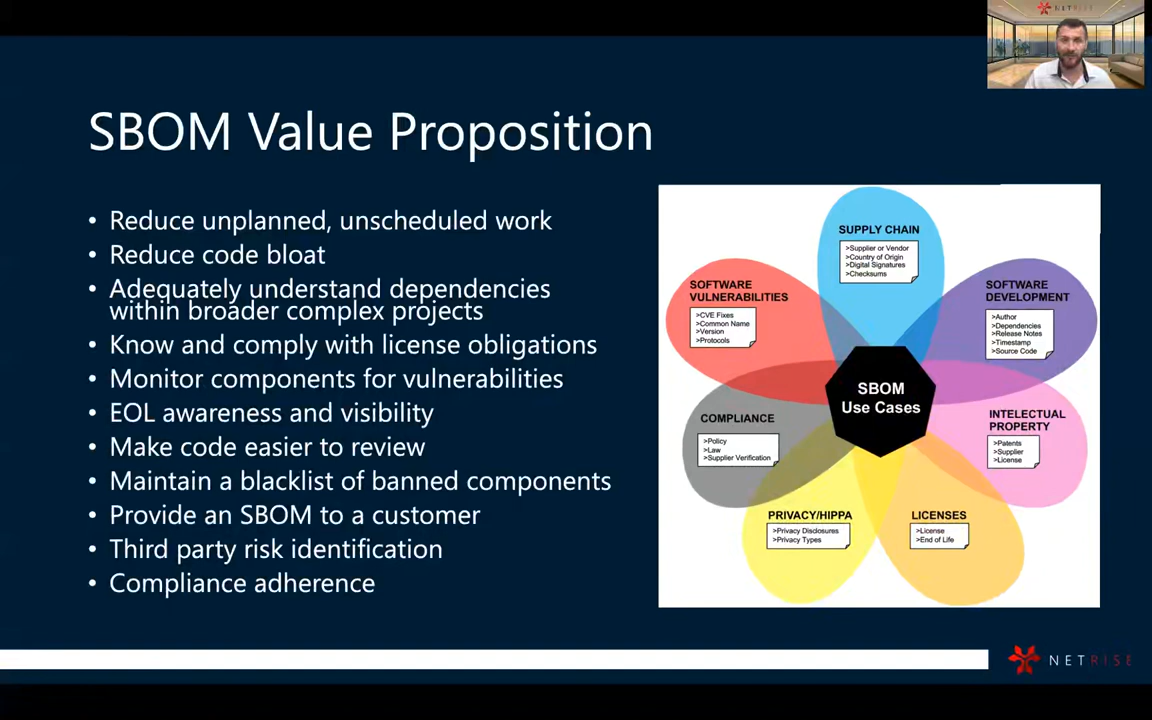 NETRISE
SBOM Value Proposition
• Reduce unplanned, unscheduled work
• Reduce code bloat
• Adequately understand dependencies
within broader complex projects
• Know and comply with license obligations
• Monitor components for vulnerabilities
• EOL awareness and visibility
• Make code easier to review
• Maintain a blacklist of banned components
• Provide an SBOM to a customer
• Third party risk identification
• Compliance adherence
SUPPLY CHAIN
>Supplier or Vendor
>Country of Origin
>Digital Signatures
>Checksums
SOFTWARE
VULNERABILITIES
>CVE Fixes
>Common Name
>Version
>Protocols
SOFTWARE
DEVELOPMENT
>Author
>Dependencies
>Release Notes
>Timestamp
>Source Code
SBOM
Use Cases
COMPLIANCE
>Policy
>Law
>Supplier Verification
INTELECTUAL
PROPERTY
>Patents
>Supplier
>License
PRIVACY/HIPPA
>Privacy Disclosures
>Privacy Types
LICENSES
>License
>End of Life
NETRISE